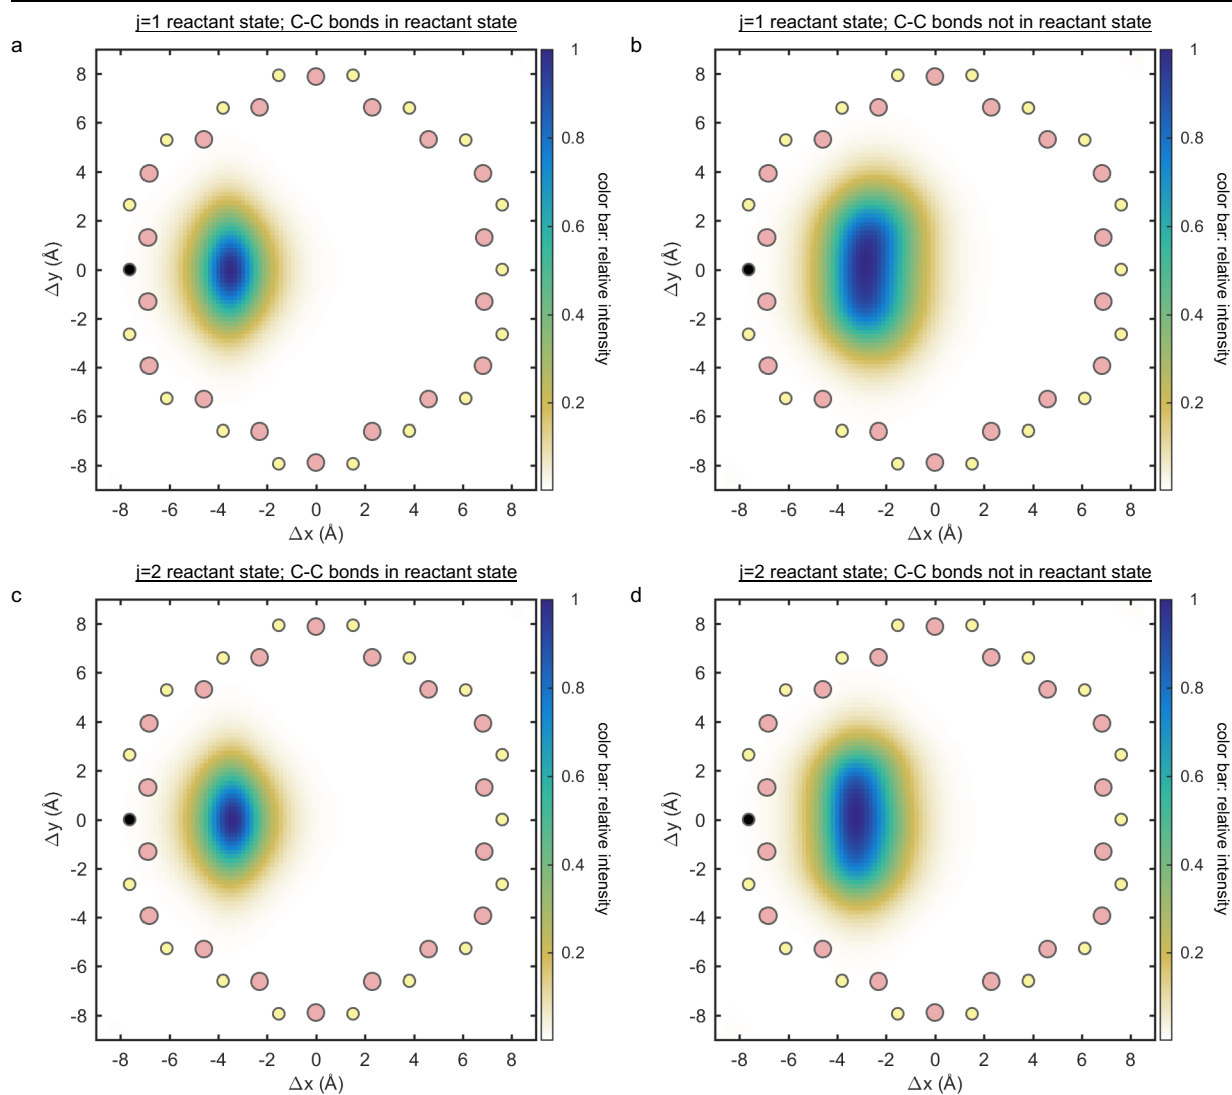 j=1 reactant state; C-C bonds in reactant state
j=1 reactant state; C-C bonds not in reactant state
a
8
6
4
2
0
-2
-4
-6
-8
Δy (Å)
-8 -6 -4 -2 0 2 4 6 8
Δx (Å)
1
0.8
0.6
0.4
0.2
color bar: relative intensity
b
8
6
4
2
0
-2
-4
-6
-8
Δy (Å)
-8 -6 -4 -2 0 2 4 6 8
Δx (Å)
1
0.8
0.6
0.4
0.2
color bar: relative intensity
j=2 reactant state; C-C bonds in reactant state
j=2 reactant state; C-C bonds not in reactant state
c
8
6
4
2
0
-2
-4
-6
-8
Δy (Å)
-8 -6 -4 -2 0 2 4 6 8
Δx (Å)
1
0.8
0.6
0.4
0.2
color bar: relative intensity
d
8
6
4
2
0
-2
-4
-6
-8
Δy (Å)
-8 -6 -4 -2 0 2 4 6 8
Δx (Å)
1
0.8
0.6
0.4
0.2
color bar: relative intensity